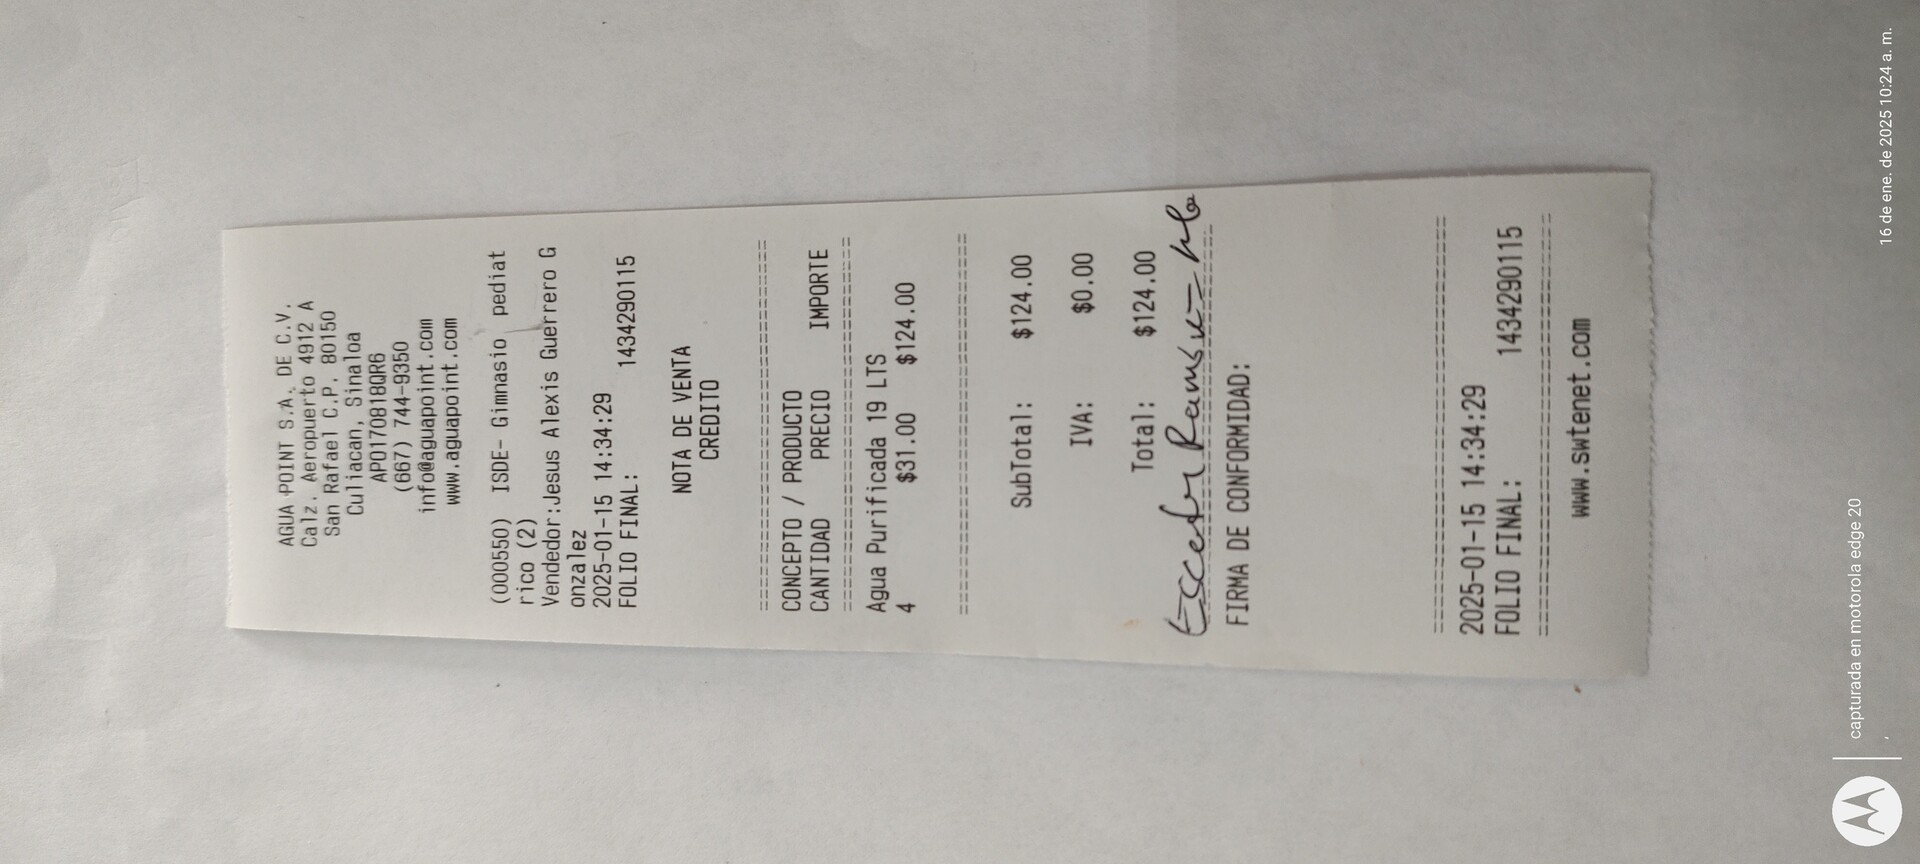 AGUA POINT S.A. DE C.V.
Calz. Aeropuerto 4912 A
San Rafael C.P. 80150
Culiacan, Sinaloa
APO170818QR6
(667) 744-9350
info@aguapoint.com
www.aguapoint.com
(000550) ISDE- Gimnasio pediat
rico (2)
Vendedor:Jesus Alexis Guerrero G
onzalez
2025-01-15 14:34:29
FOLIO FINAL: 1434290115
NOTA DE VENTA
CREDITO
================================
CONCEPTO / PRODUCTO
CANTIDAD PRECIO IMPORTE
================================
Agua Purificada 19 LTS
4 $31.00 $124.00
================================
SubTotal: $124.00
IVA: $0.00
Total: $124.00
FIRMA DE CONFORMIDAD:
================================
2025-01-15 14:34:29
FOLIO FINAL: 1434290115
================================
www.swtenet.com
capturada en motorola edge 20
16 de ene. de 2025 10:24 a. m.